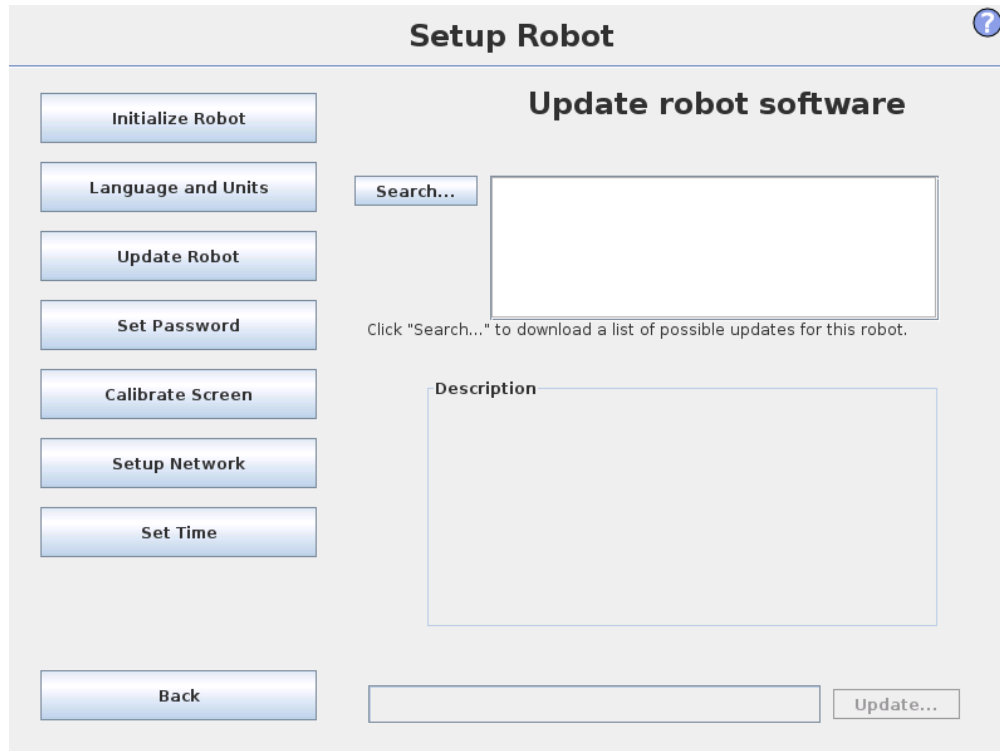 Setup Robot
?
Initialize Robot
Language and Units
Update Robot
Set Password
Calibrate Screen
Setup Network
Set Time
Back
Update robot software
Search...
Click "Search..." to download a list of possible updates for this robot.
Description
Update...